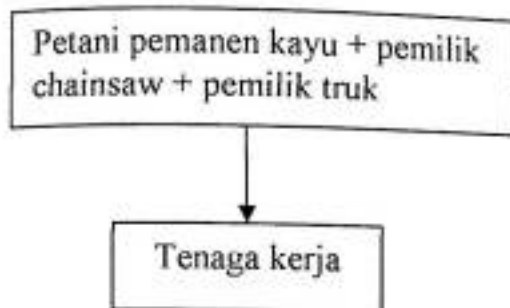 Petani pemanen kayu + pemilik
chainsaw + pemilik truk
Tenaga kerja